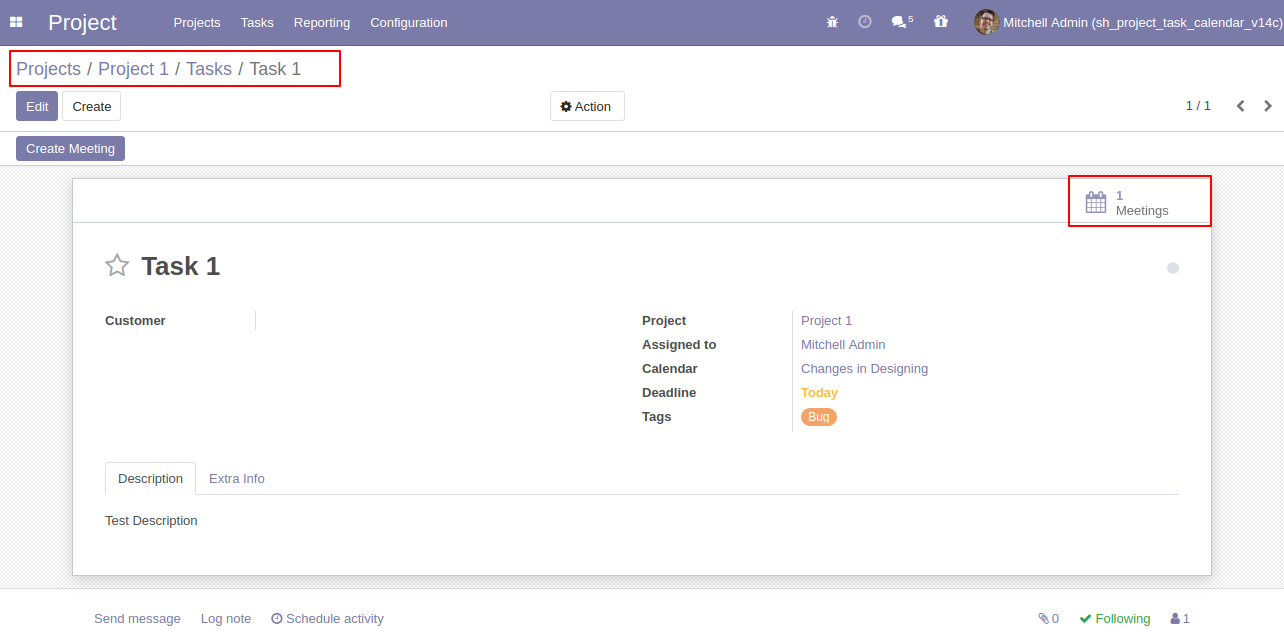 Project Projects Tasks Reporting Configuration 5 Mitchell Admin (sh_project_task_calendar_v14c)
Projects / Project 1 / Tasks / Task 1
Edit Create Action 1 / 1
Create Meeting
1
Meetings
Task 1
Customer
Project Project 1
Assigned to Mitchell Admin
Calendar Changes in Designing
Deadline Today
Tags Bug
Description Extra Info
Test Description
Send message Log note Schedule activity 0 Following 1